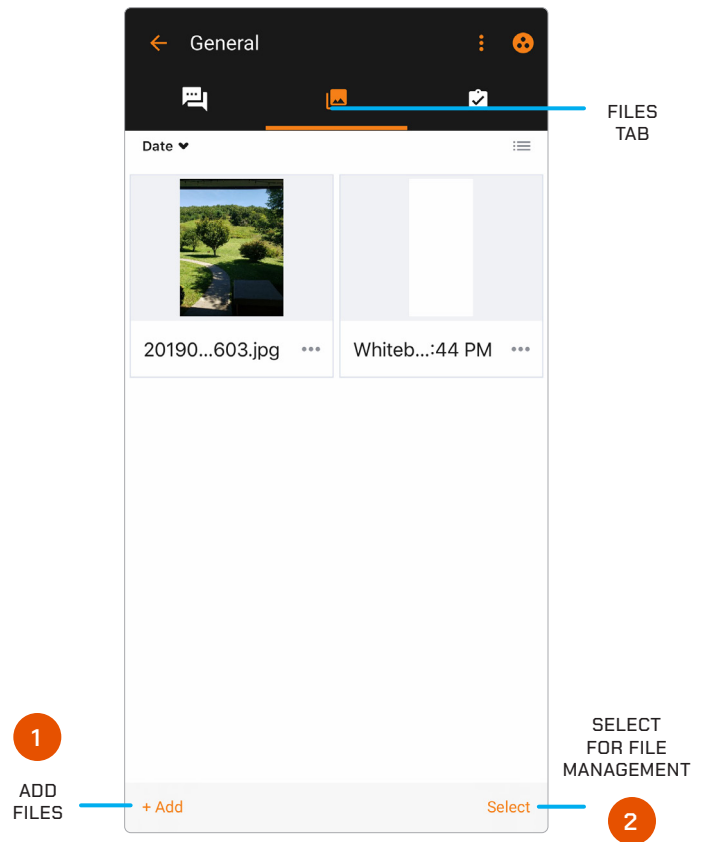 General
FILES
TAB
Date
20190...603.jpg
Whiteb...:44 PM
1
ADD
FILES
+ Add
Select
SELECT
FOR FILE
MANAGEMENT
2